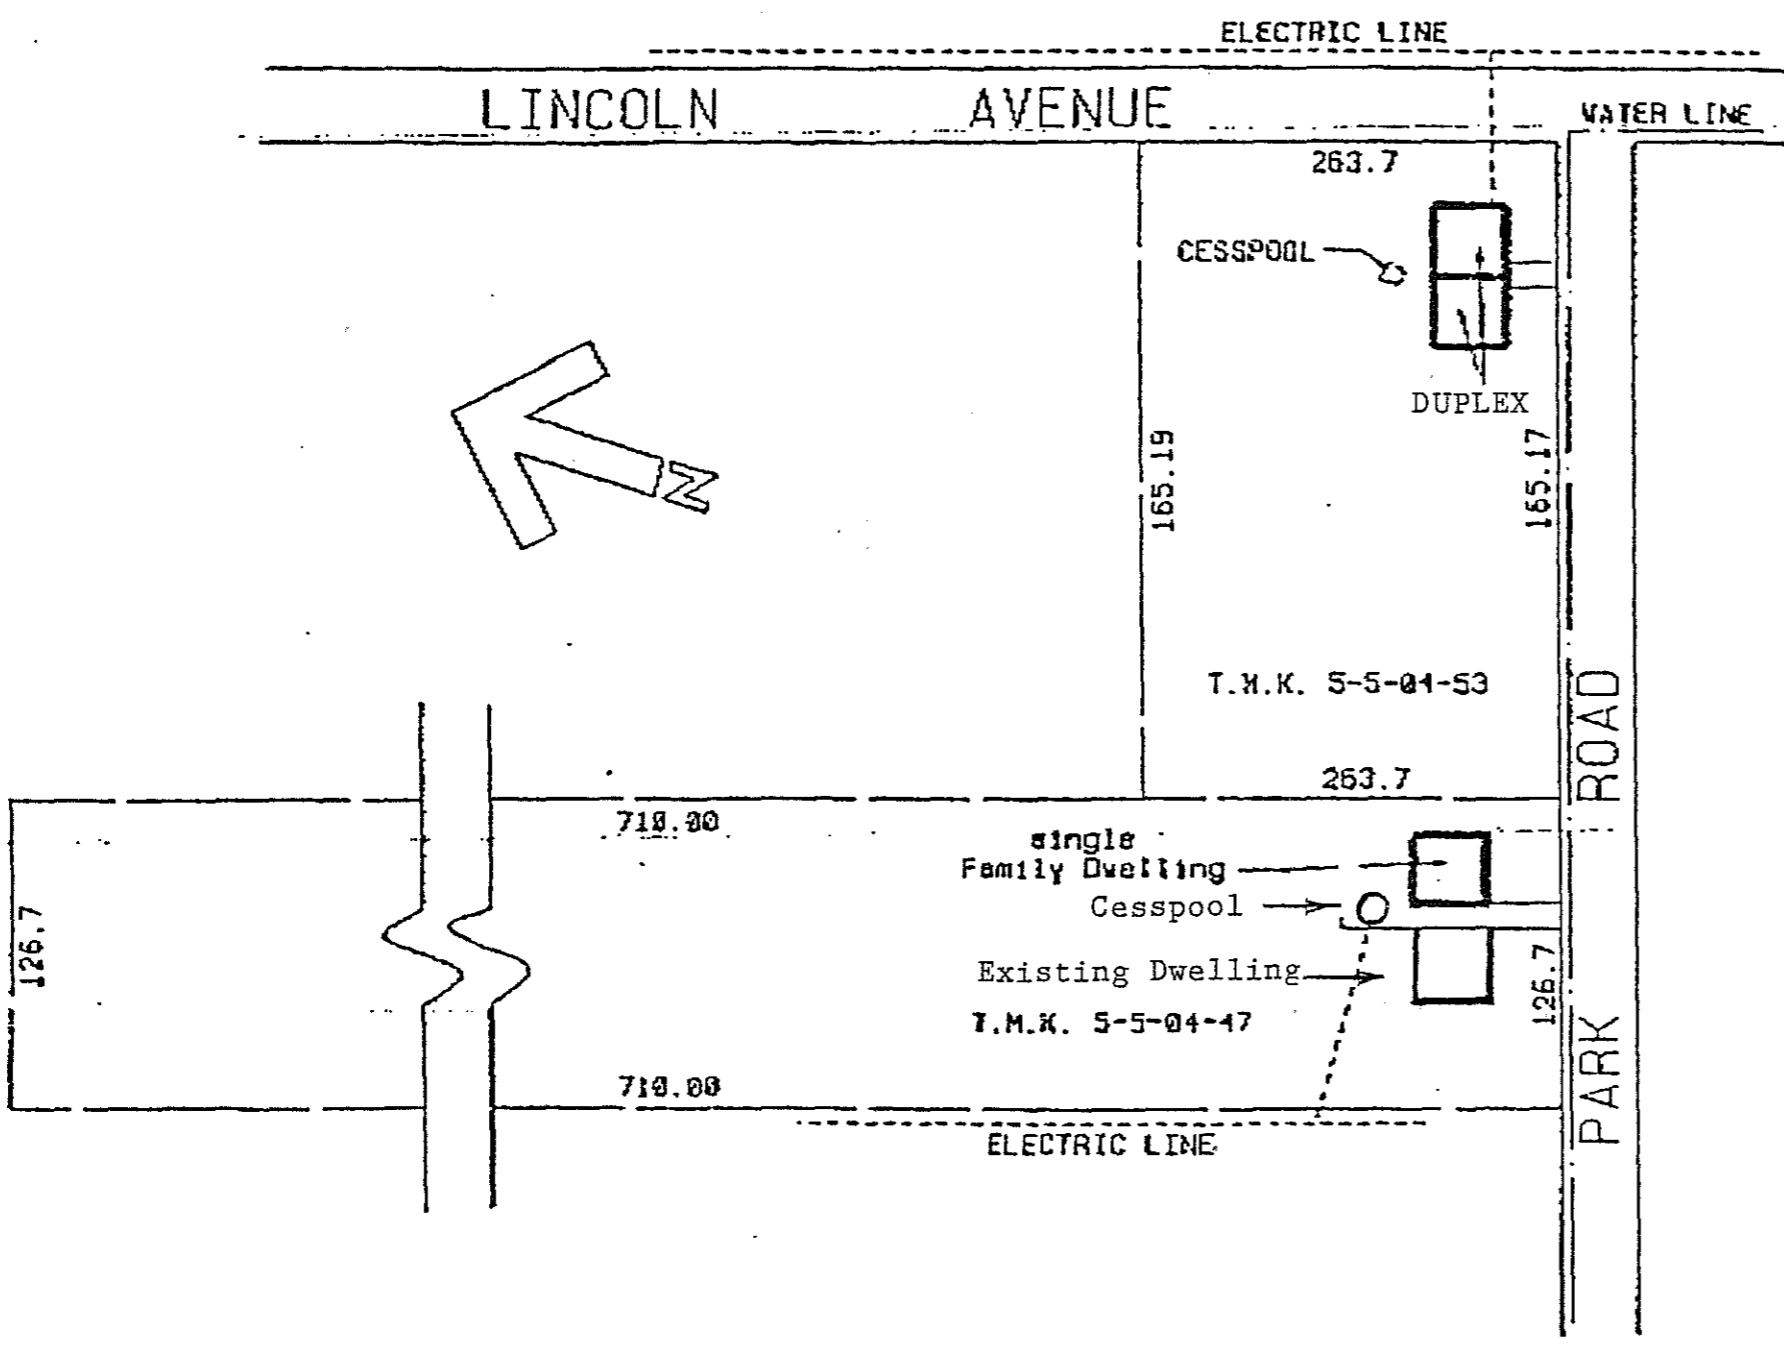 ELECTRIC LINE
LINCOLN AVENUE
WATER LINE
263.7
CESSPOOL
DUPLEX
165.19
165.17
N
T.M.K. 5-5-04-53
ROAD
263.7
710.00
single
Family Dwelling
Cesspool
126.7
Existing Dwelling
126.7
T.M.K. 5-5-04-47
PARK
710.00
ELECTRIC LINE